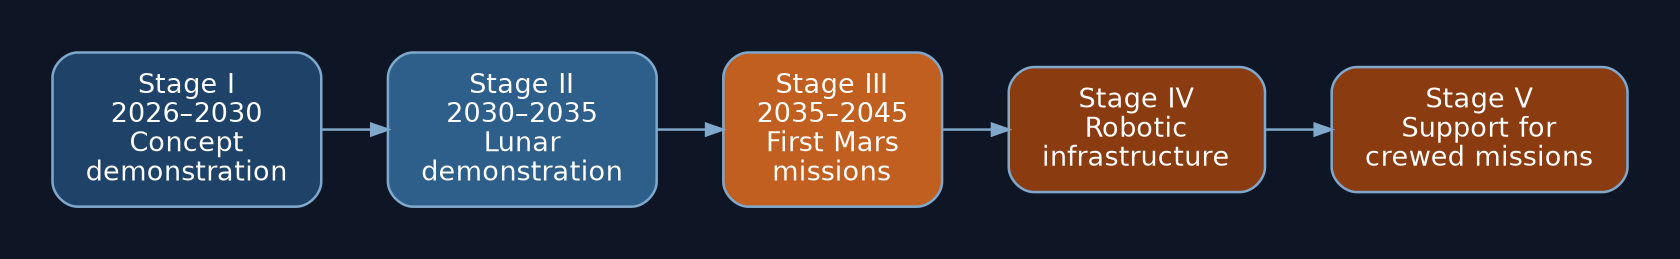 Stage I
2026–2030
Concept
demonstration
Stage II
2030–2035
Lunar
demonstration
Stage III
2035–2045
First Mars
missions
Stage IV
Robotic
infrastructure
Stage V
Support for
crewed missions